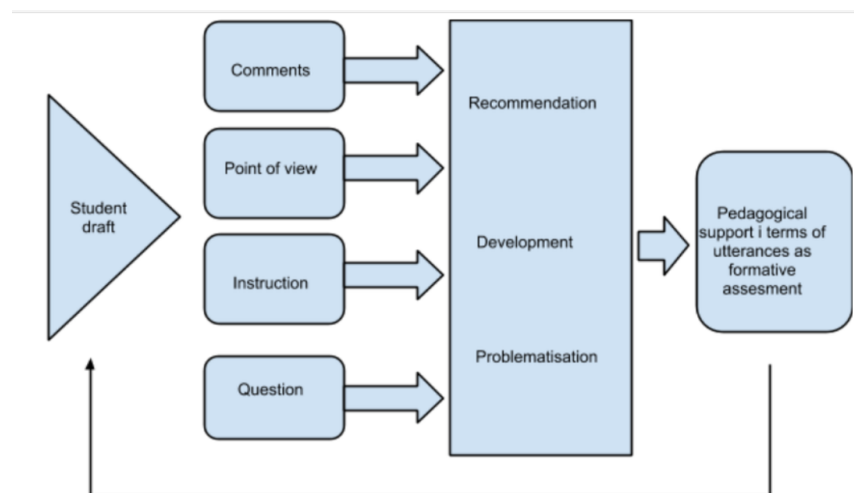 Student
draft
Comments
Point of view
Instruction
Question
Recommendation
Development
Problematisation
Pedagogical
support i terms of
utterances as
formative
assesment